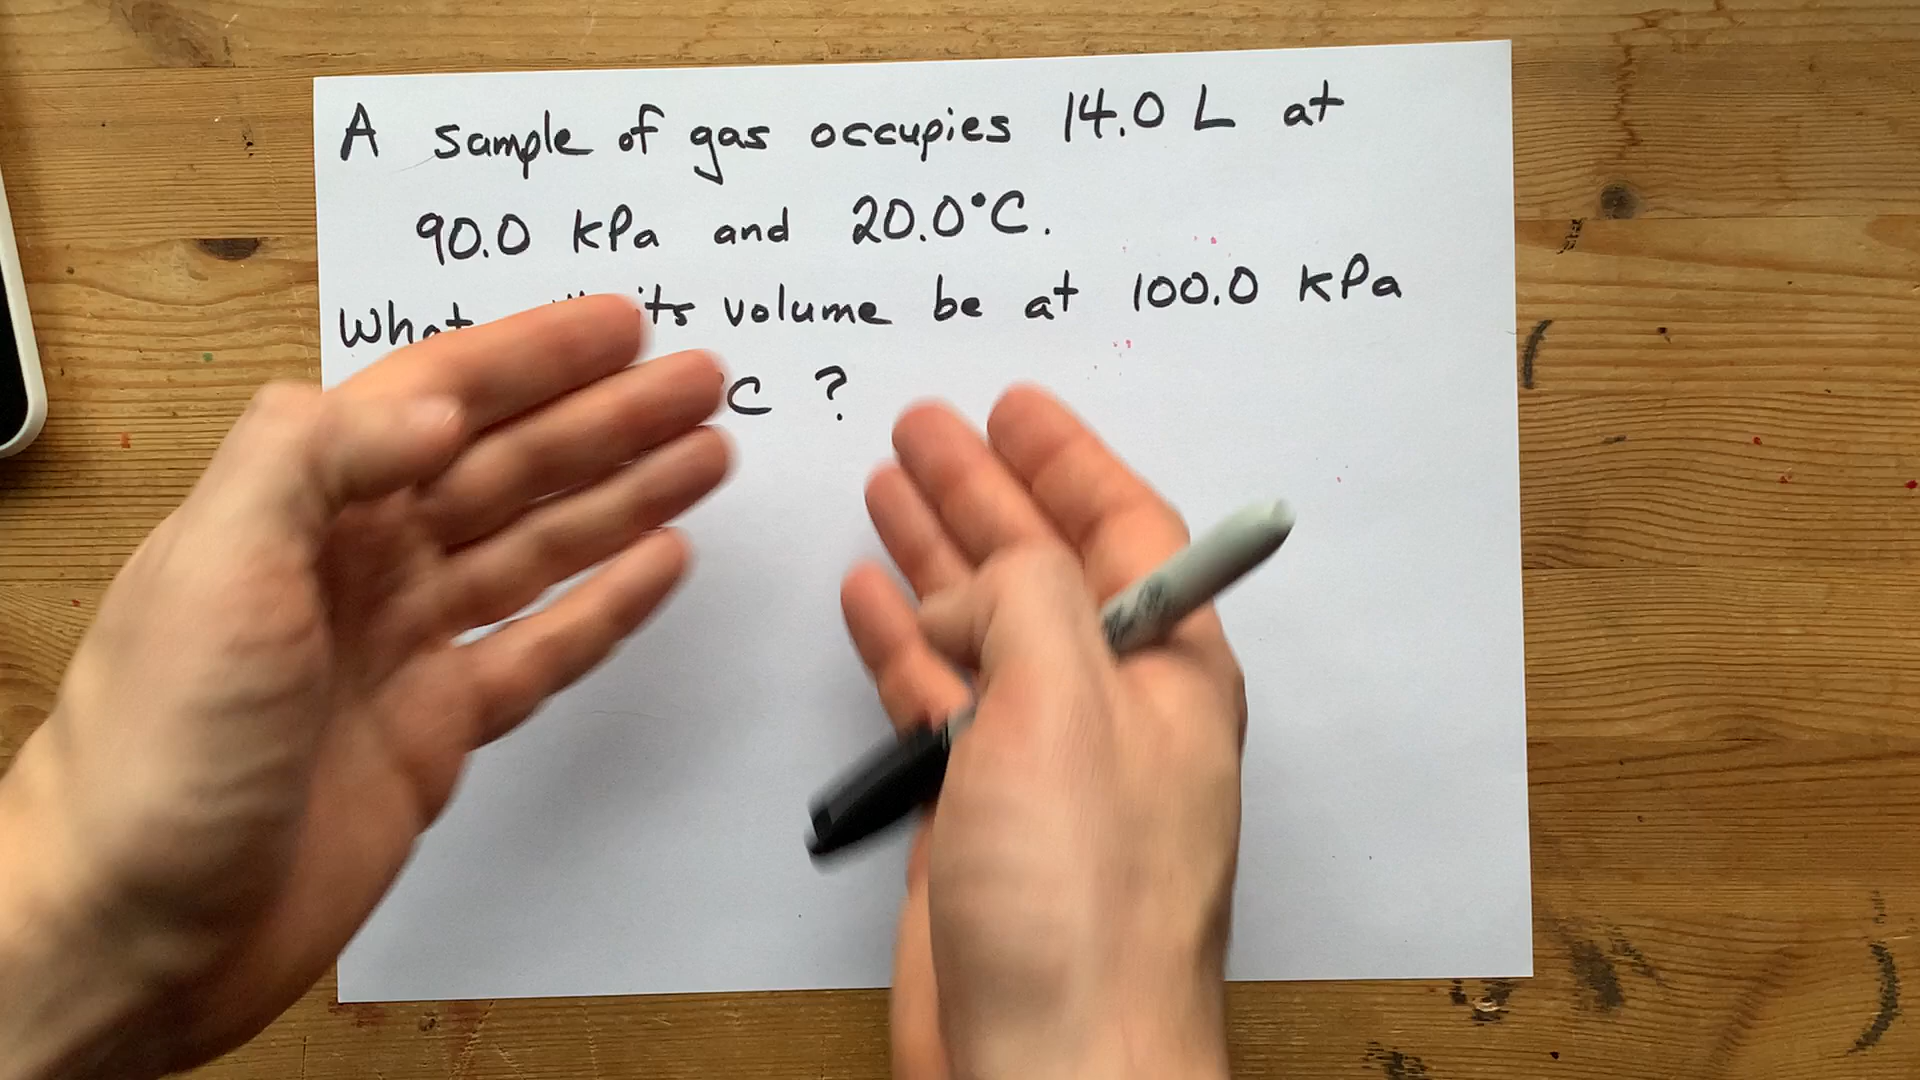 A sample of gas occupies 14.0 L at
90.0 kPa and 20.0°C.
What its volume be at 100.0 kPa
°C ?